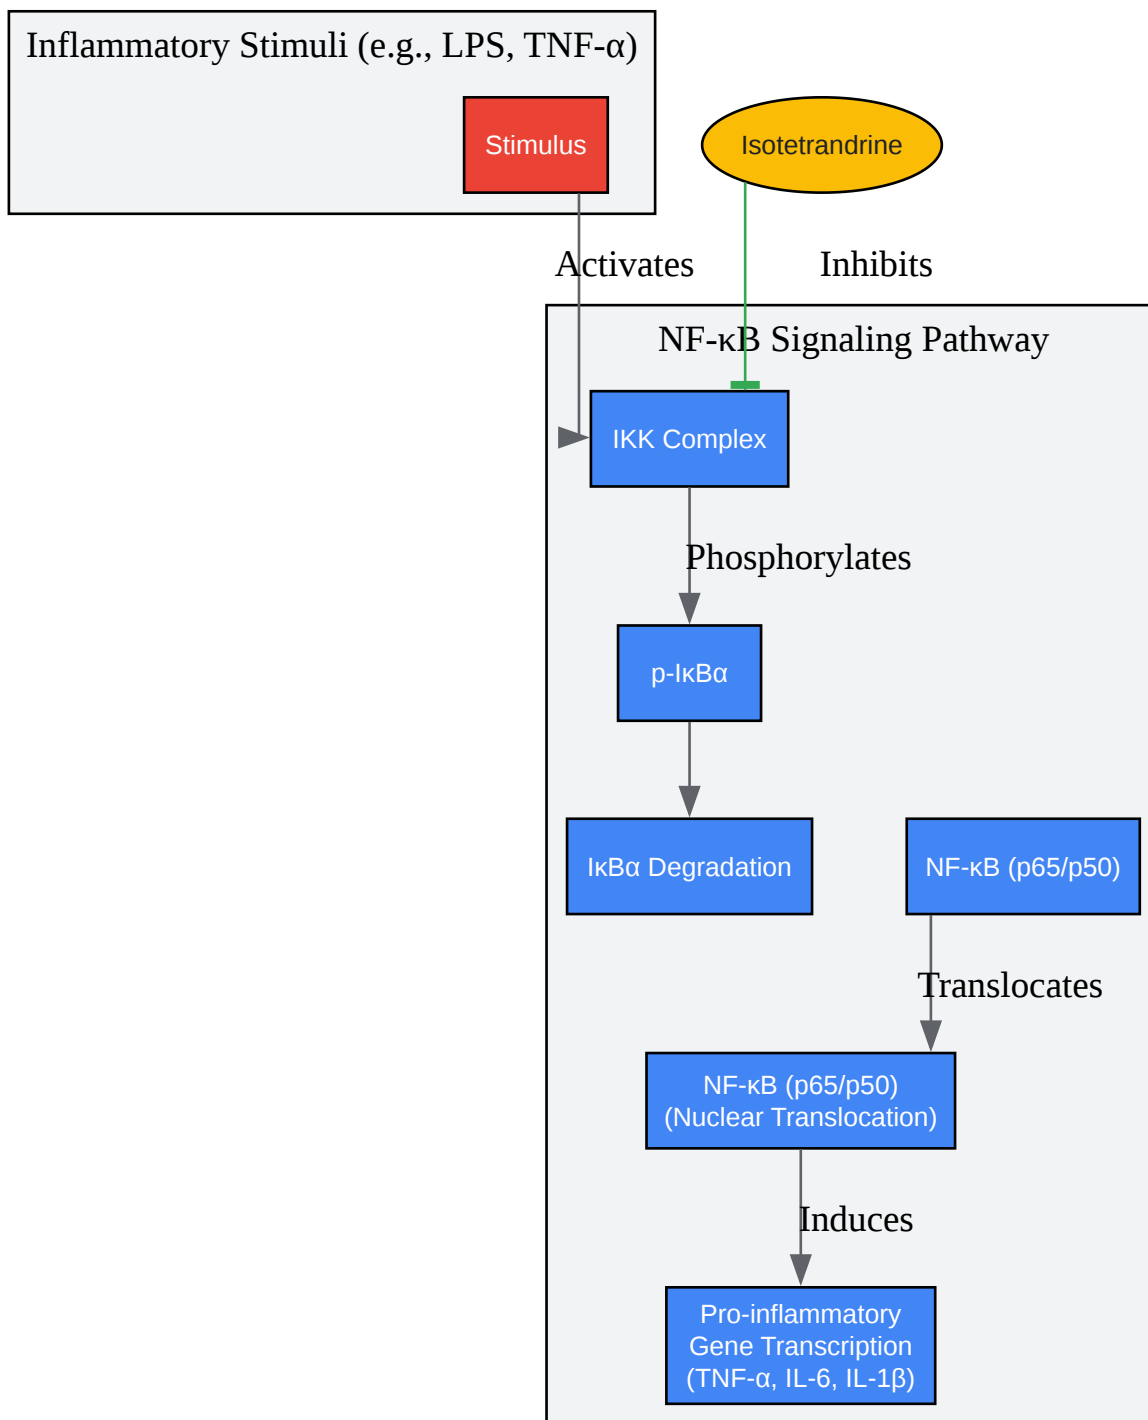 Inflammatory Stimuli (e.g., LPS, TNF-α)
Stimulus
Isotetrandrine
Activates
Inhibits
NF-κB Signaling Pathway
IKK Complex
Phosphorylates
p-IκBα
IκBα Degradation
NF-κB (p65/p50)
Translocates
NF-κB (p65/p50)
(Nuclear Translocation)
Induces
Pro-inflammatory
Gene Transcription
(TNF-α, IL-6, IL-1β)